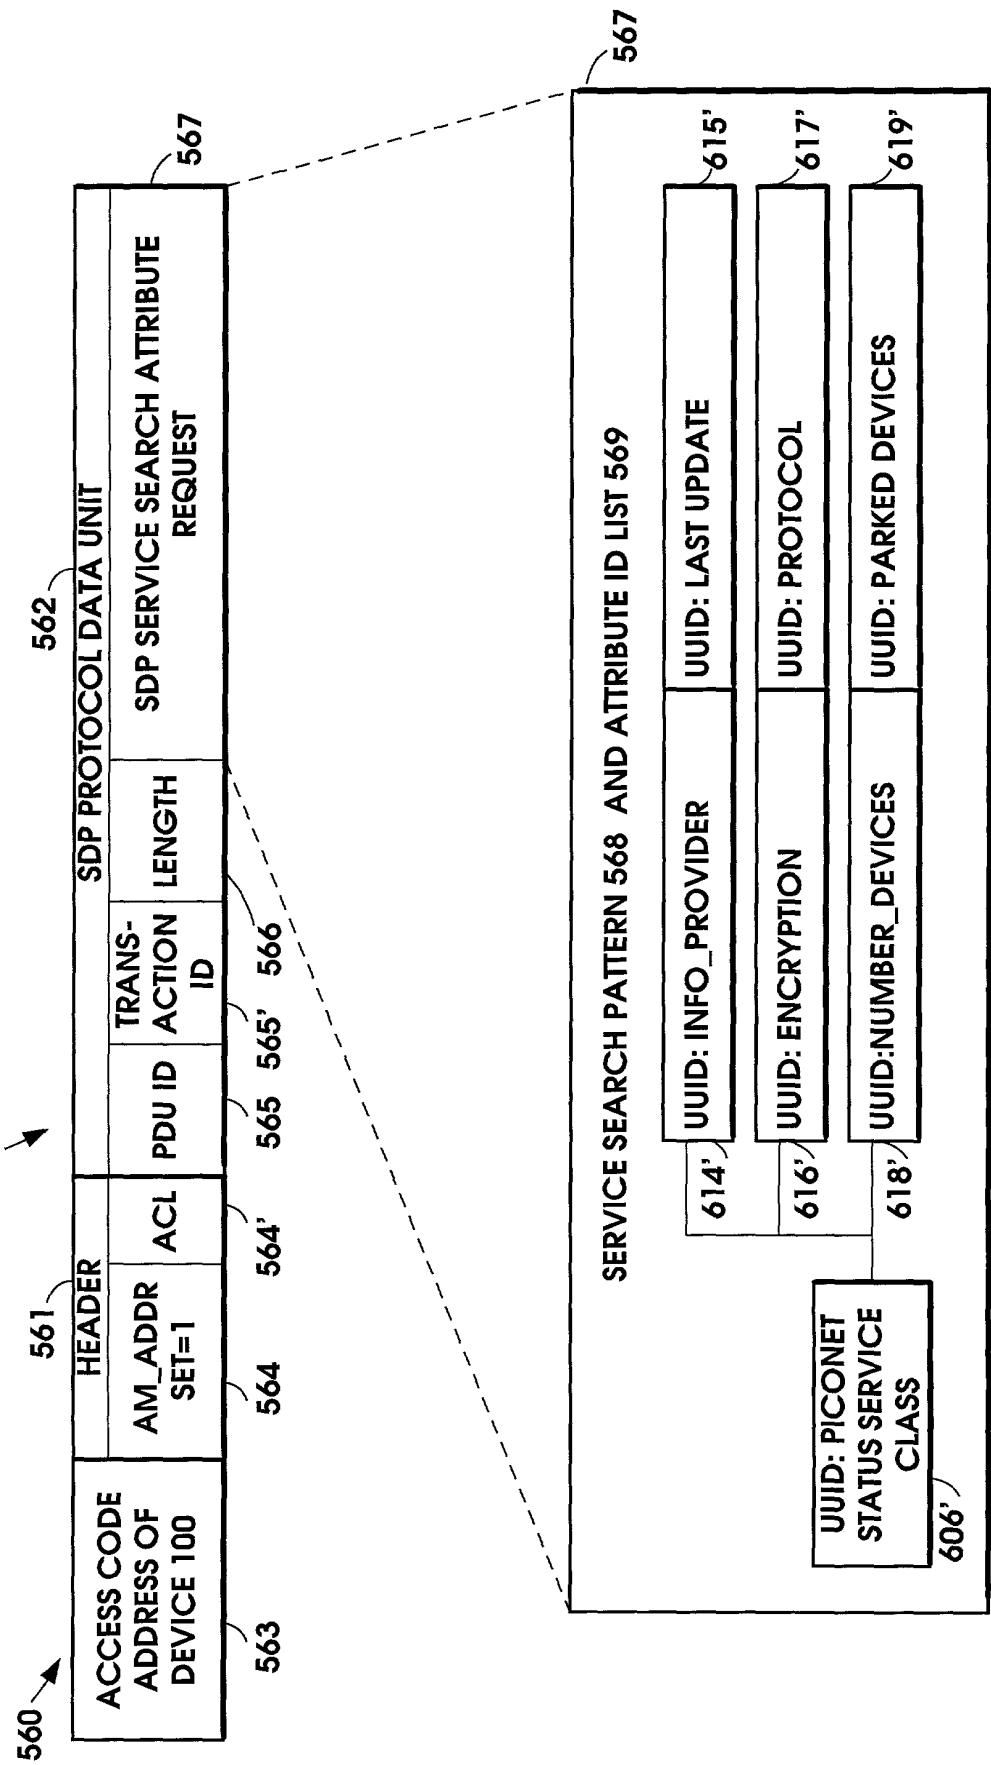 560
561
562
HEADER
SDP PROTOCOL DATA UNIT
ACCESS CODE
ADDRESS OF
DEVICE 100
AM_ADDR
SET=1
ACL
PDU ID
TRANS-
ACTION
ID
LENGTH
SDP SERVICE SEARCH ATTRIBUTE
REQUEST
567
563
564
564'
565
565'
566
567
SERVICE SEARCH PATTERN 568 AND ATTRIBUTE ID LIST 569
UUID: INFO_PROVIDER
UUID: LAST UPDATE
614'
615'
UUID: ENCRYPTION
UUID: PROTOCOL
616'
617'
UUID:NUMBER_DEVICES
UUID: PARKED DEVICES
618'
619'
UUID: PICONET
STATUS SERVICE
CLASS
606'